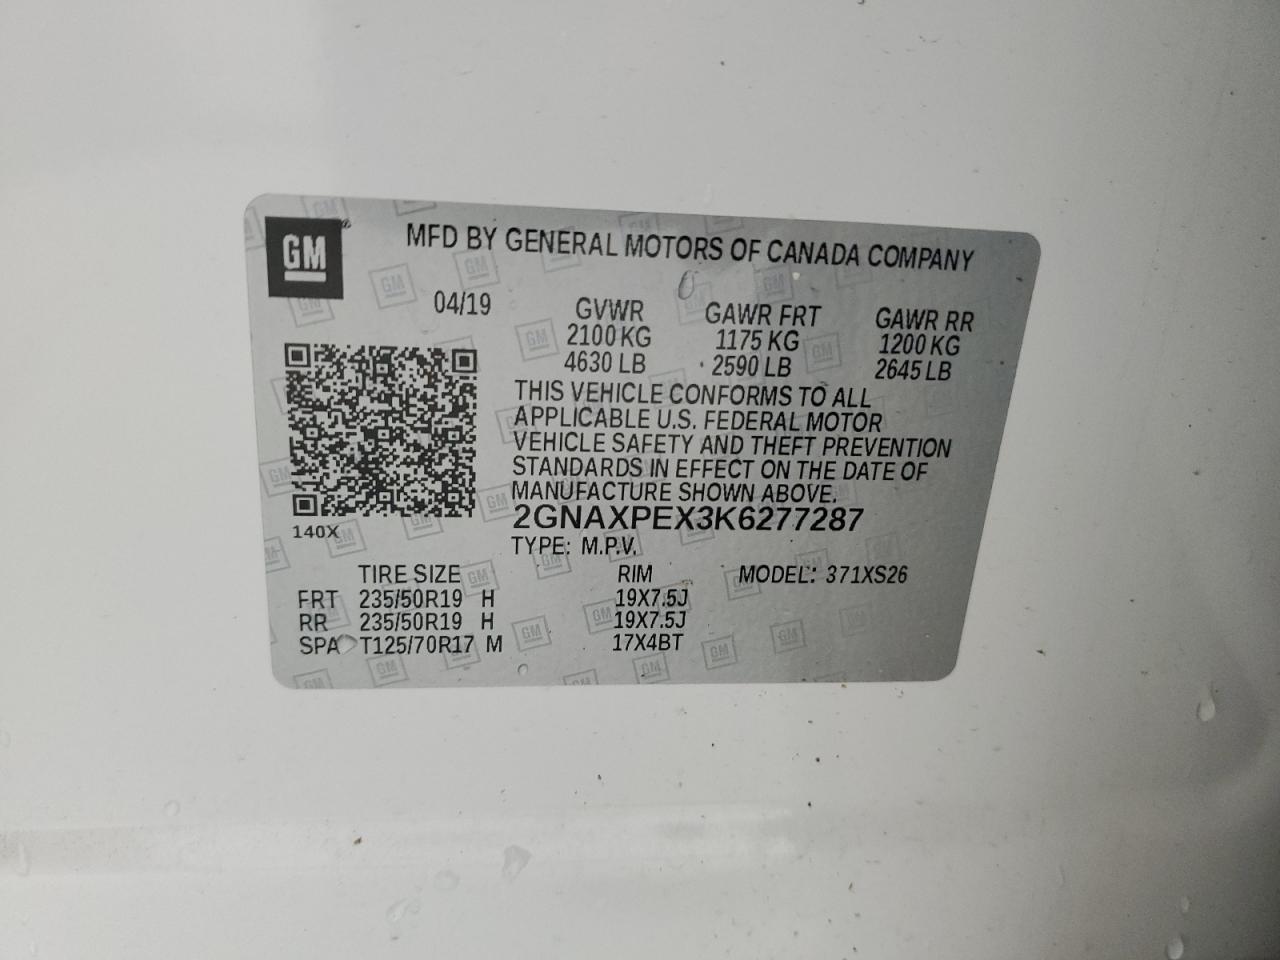 GM
MFD BY GENERAL MOTORS OF CANADA COMPANY
04/19 GVWR GAWR FRT GAWR RR
2100 KG 1175 KG 1200 KG
4630 LB 2590 LB 2645 LB
THIS VEHICLE CONFORMS TO ALL
APPLICABLE U.S. FEDERAL MOTOR
VEHICLE SAFETY AND THEFT PREVENTION
STANDARDS IN EFFECT ON THE DATE OF
MANUFACTURE SHOWN ABOVE.
2GNAXPEX3K6277287
140X
TYPE: M.P.V.
TIRE SIZE RIM MODEL: 371XS26
FRT 235/50R19 H 19X7.5J
RR 235/50R19 H 19X7.5J
SPA T125/70R17 M 17X4BT